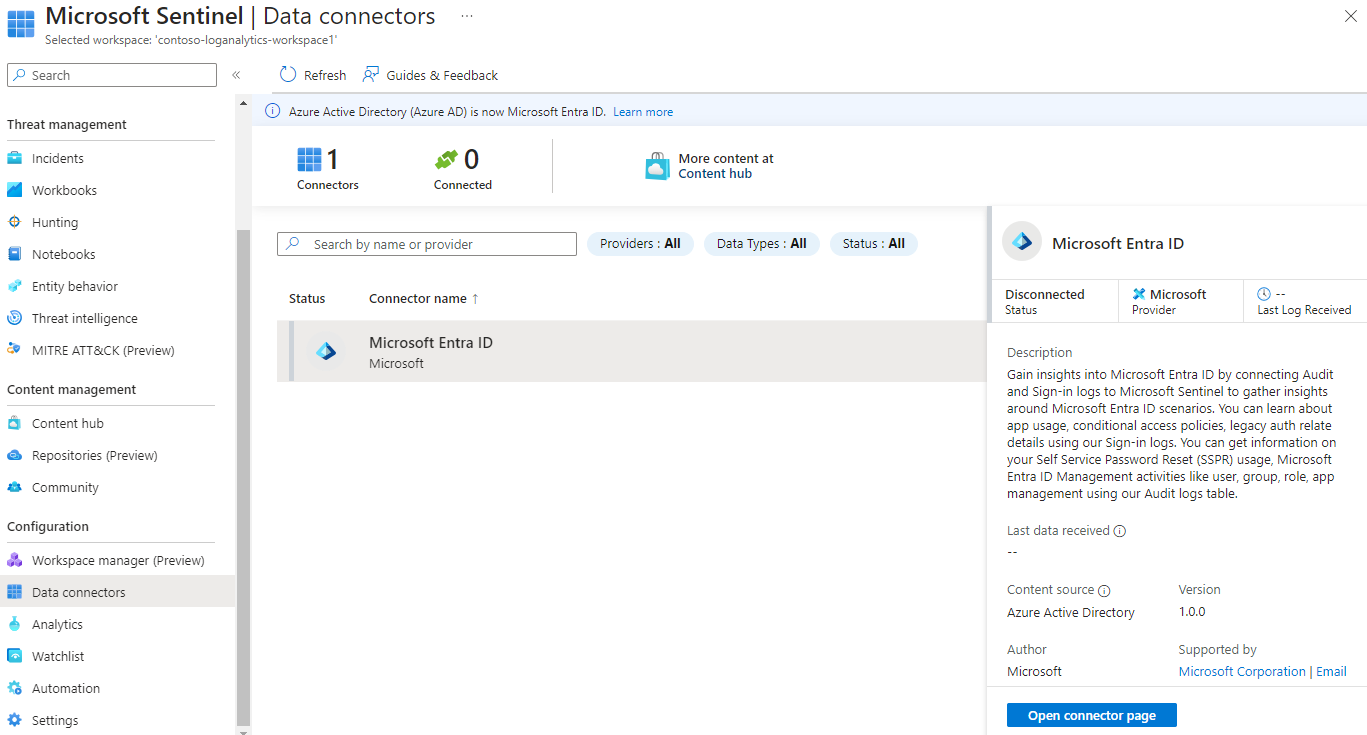 Microsoft Sentinel | Data connectors ...
Selected workspace: 'contoso-loganalytics-workspace1'
Search
«
Refresh
Guides & Feedback
Threat management
Incidents
Workbooks
Hunting
Notebooks
Entity behavior
Threat intelligence
MITRE ATT&CK (Preview)
Content management
Content hub
Repositories (Preview)
Community
Configuration
Workspace manager (Preview)
Data connectors
Analytics
Watchlist
Automation
Settings
Azure Active Directory (Azure AD) is now Microsoft Entra ID. Learn more
1
Connectors
0
Connected
More content at
Content hub
Search by name or provider
Providers : All
Data Types : All
Status : All
Status
Connector name ↑
Microsoft Entra ID
Microsoft
Microsoft Entra ID
Disconnected
Status
Microsoft
Provider
--
Last Log Received
Description
Gain insights into Microsoft Entra ID by connecting Audit
and Sign-in logs to Microsoft Sentinel to gather insights
around Microsoft Entra ID scenarios. You can learn about
app usage, conditional access policies, legacy auth relate
details using our Sign-in logs. You can get information on
your Self Service Password Reset (SSPR) usage, Microsoft
Entra ID Management activities like user, group, role, app
management using our Audit logs table.
Last data received
--
Content source
Azure Active Directory
Version
1.0.0
Author
Microsoft
Supported by
Microsoft Corporation | Email
Open connector page